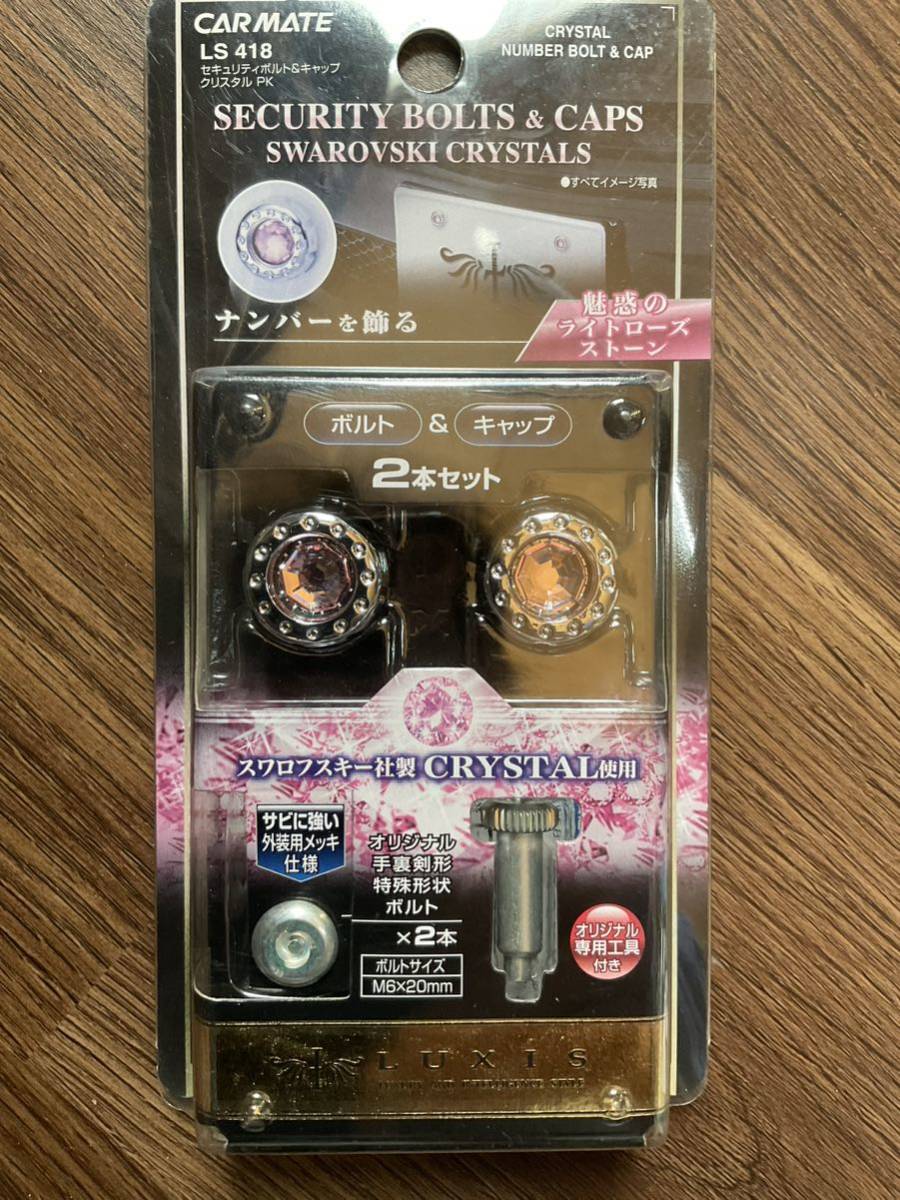 CAR MATE
LS 418
セキュリティボルト&キャップ
クリスタル PK
CRYSTAL
NUMBER BOLT & CAP
SECURITY BOLTS & CAPS
SWAROVSKI CRYSTALS
●すべてイメージ写真
ナンバーを飾る
魅惑の
ライトローズ
ストーン
ボルト & キャップ
2本セット
スワロフスキー社製 CRYSTAL使用
サビに強い
外装用メッキ
仕様
オリジナル
手裏剣形
特殊形状
ボルト
×2本
ボルトサイズ
M6×20mm
オリジナル
専用工具
付き
LUXIS
LUXURY AND INTELLIGENCE STYLE